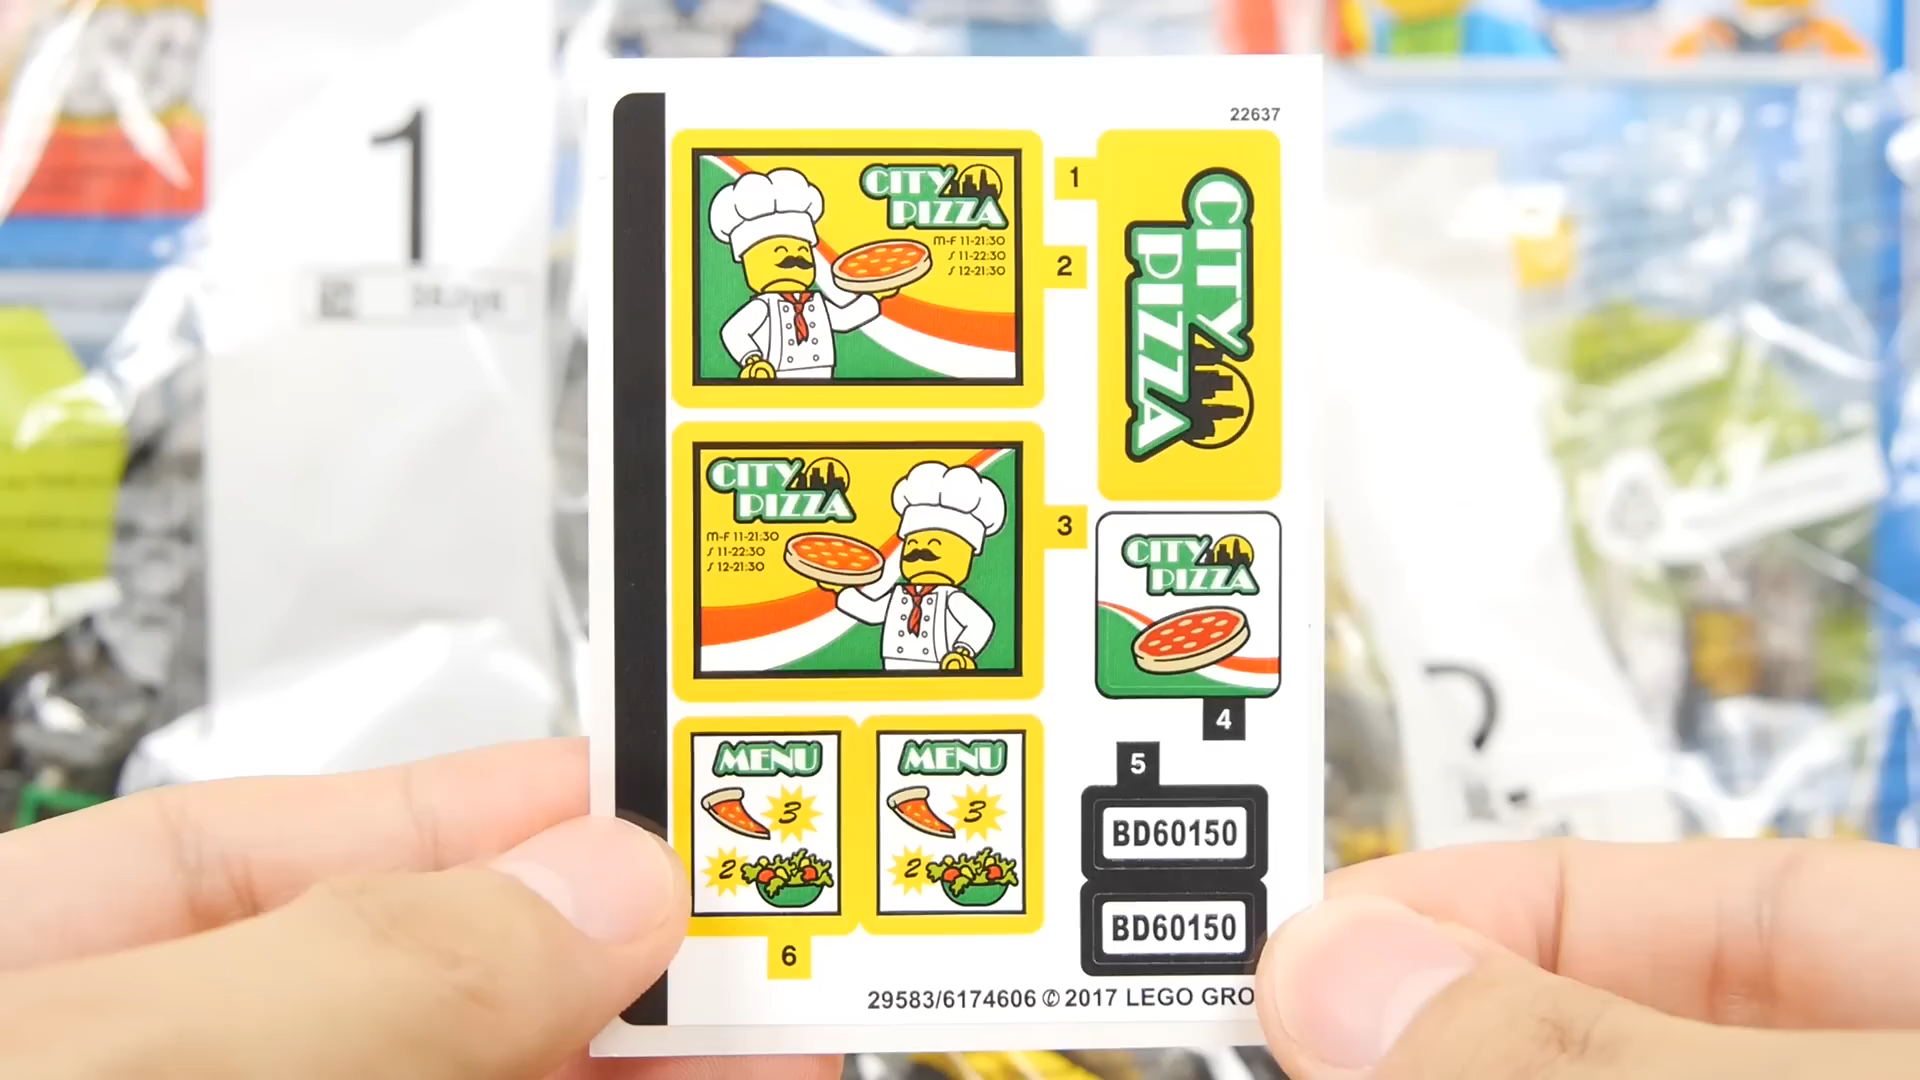 1
22637
CITY
PIZZA
M-F 11-21:30
S 11-22:30
S 12-21:30
1
2
CITY
PIZZA
CITY
PIZZA
M-F 11-21:30
S 11-22:30
S 12-21:30
3
CITY
PIZZA
4
MENU
3
2
MENU
3
2
6
5
BD60150
BD60150
29583/6174606 © 2017 LEGO GRO